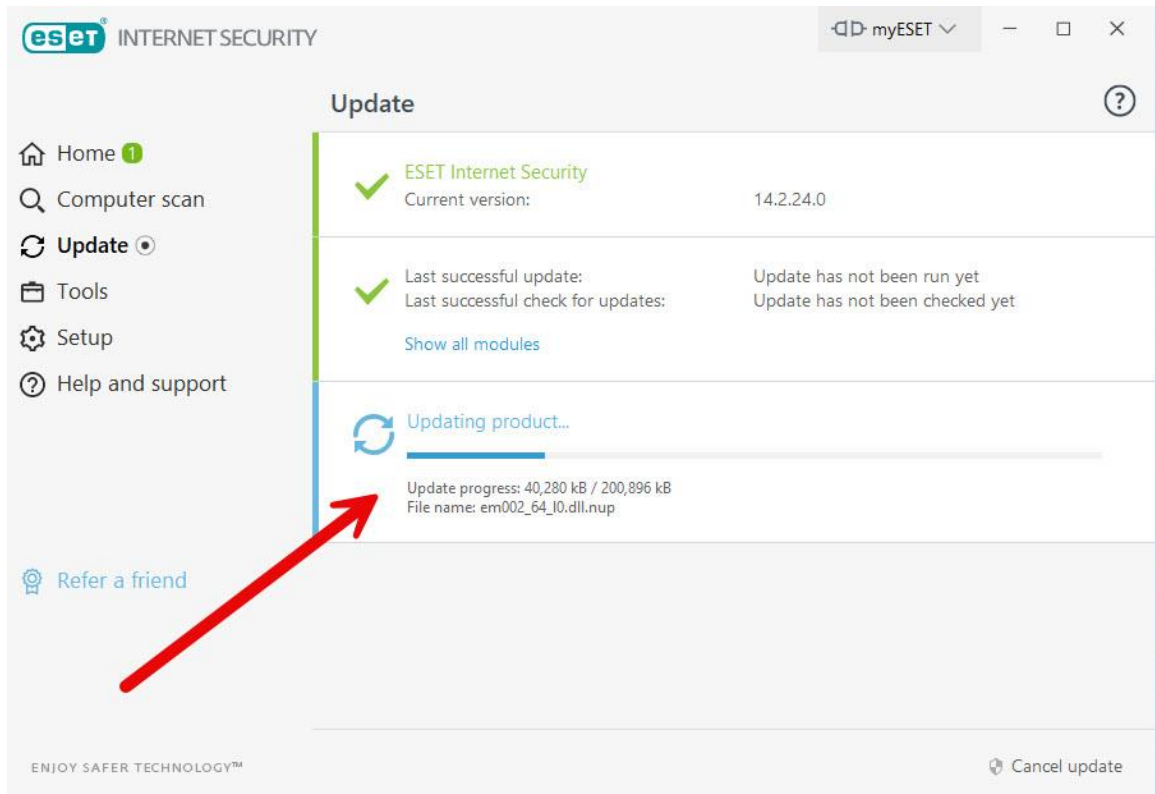 eset® INTERNET SECURITY
myESET
Update
Home 1
Computer scan
Update
Tools
Setup
Help and support
Refer a friend
ESET Internet Security
Current version: 14.2.24.0
Last successful update: Update has not been run yet
Last successful check for updates: Update has not been checked yet
Show all modules
Updating product...
Update progress: 40,280 kB / 200,896 kB
File name: em002_64_l0.dll.nup
ENJOY SAFER TECHNOLOGY™
Cancel update